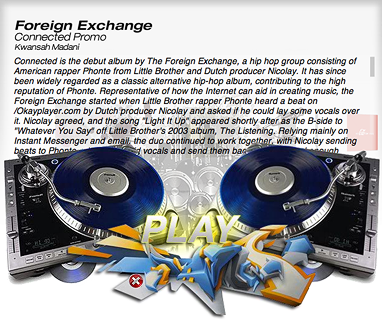 Foreign Exchange
Connected Promo
Kwansah Madani
Connected is the debut album by The Foreign Exchange, a hip hop group consisting of
American rapper Phonte from Little Brother and Dutch producer Nicolay. It has since
been widely regarded as a classic alternative hip-hop album, contributing to the high
reputation of Phonte. Representative of how the Internet can aid in creating music, the
Foreign Exchange started when Little Brother rapper Phonte heard a beat on
/Okayplayer.com by Dutch producer Nicolay and asked if he could lay some vocals over
it. Nicolay agreed, and the song "Light It Up" appeared shortly after as the B-side to
"Whatever You Say" off Little Brother's 2003 album, The Listening. Relying mainly on
Instant Messenger and email, the duo continued to work together, with Nicolay sending
beats to Phonte vocals and send them
PLAY